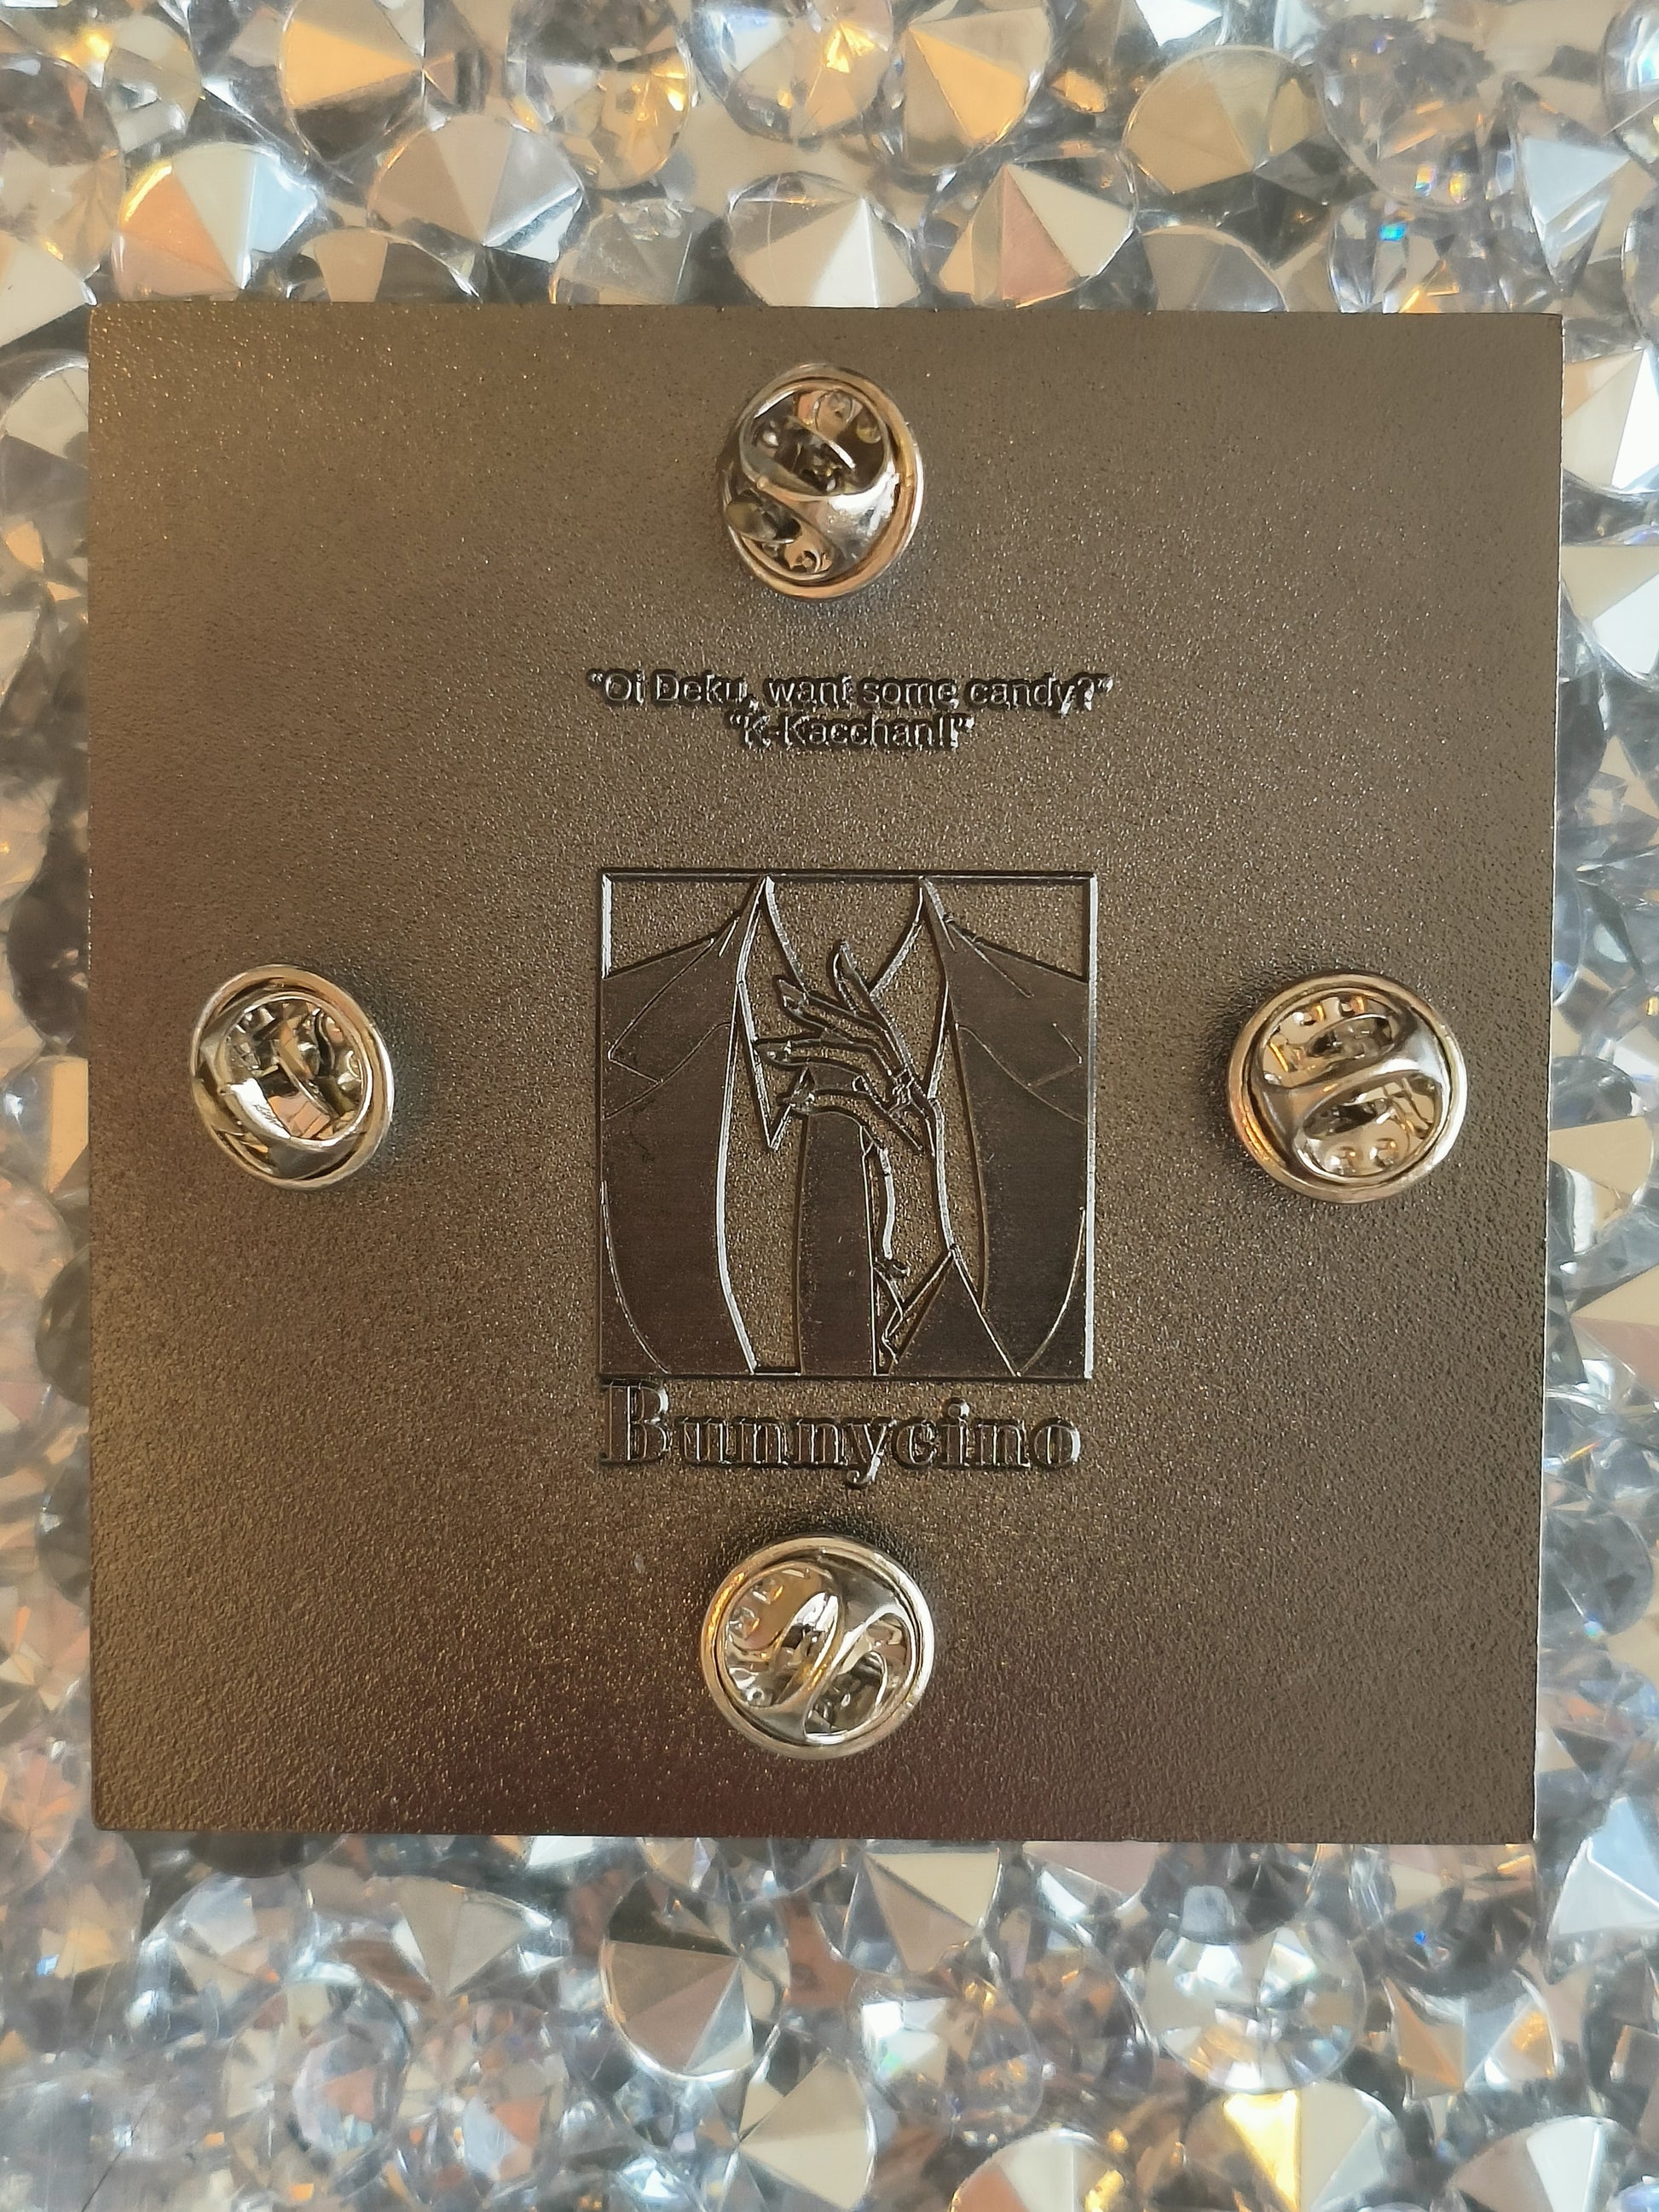 “Oi Deku, want some candy?”
“K-Kacchan!!”
Bunnycino